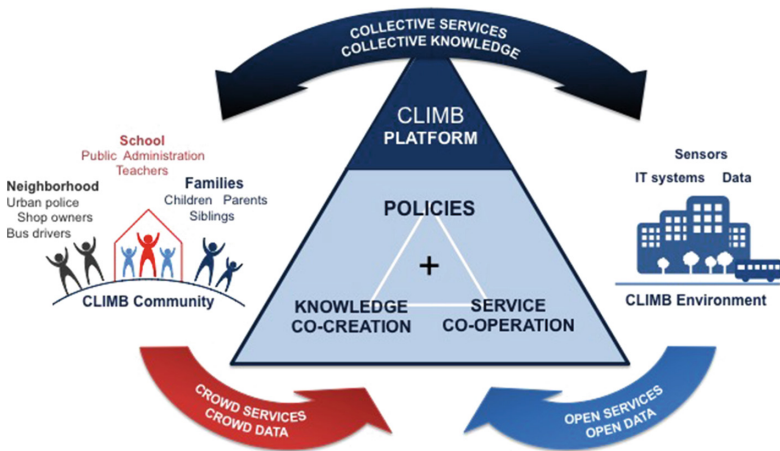 COLLECTIVE SERVICES
COLLECTIVE KNOWLEDGE
CLIMB
PLATFORM
School
Public Administration
Teachers
Neighborhood
Urban police
Shop owners
Bus drivers
Families
Children Parents
Siblings
CLIMB Community
POLICIES
+
KNOWLEDGE
CO-CREATION
SERVICE
CO-OPERATION
Sensors
IT systems Data
CLIMB Environment
CROWD SERVICES
CROWD DATA
OPEN SERVICES
OPEN DATA